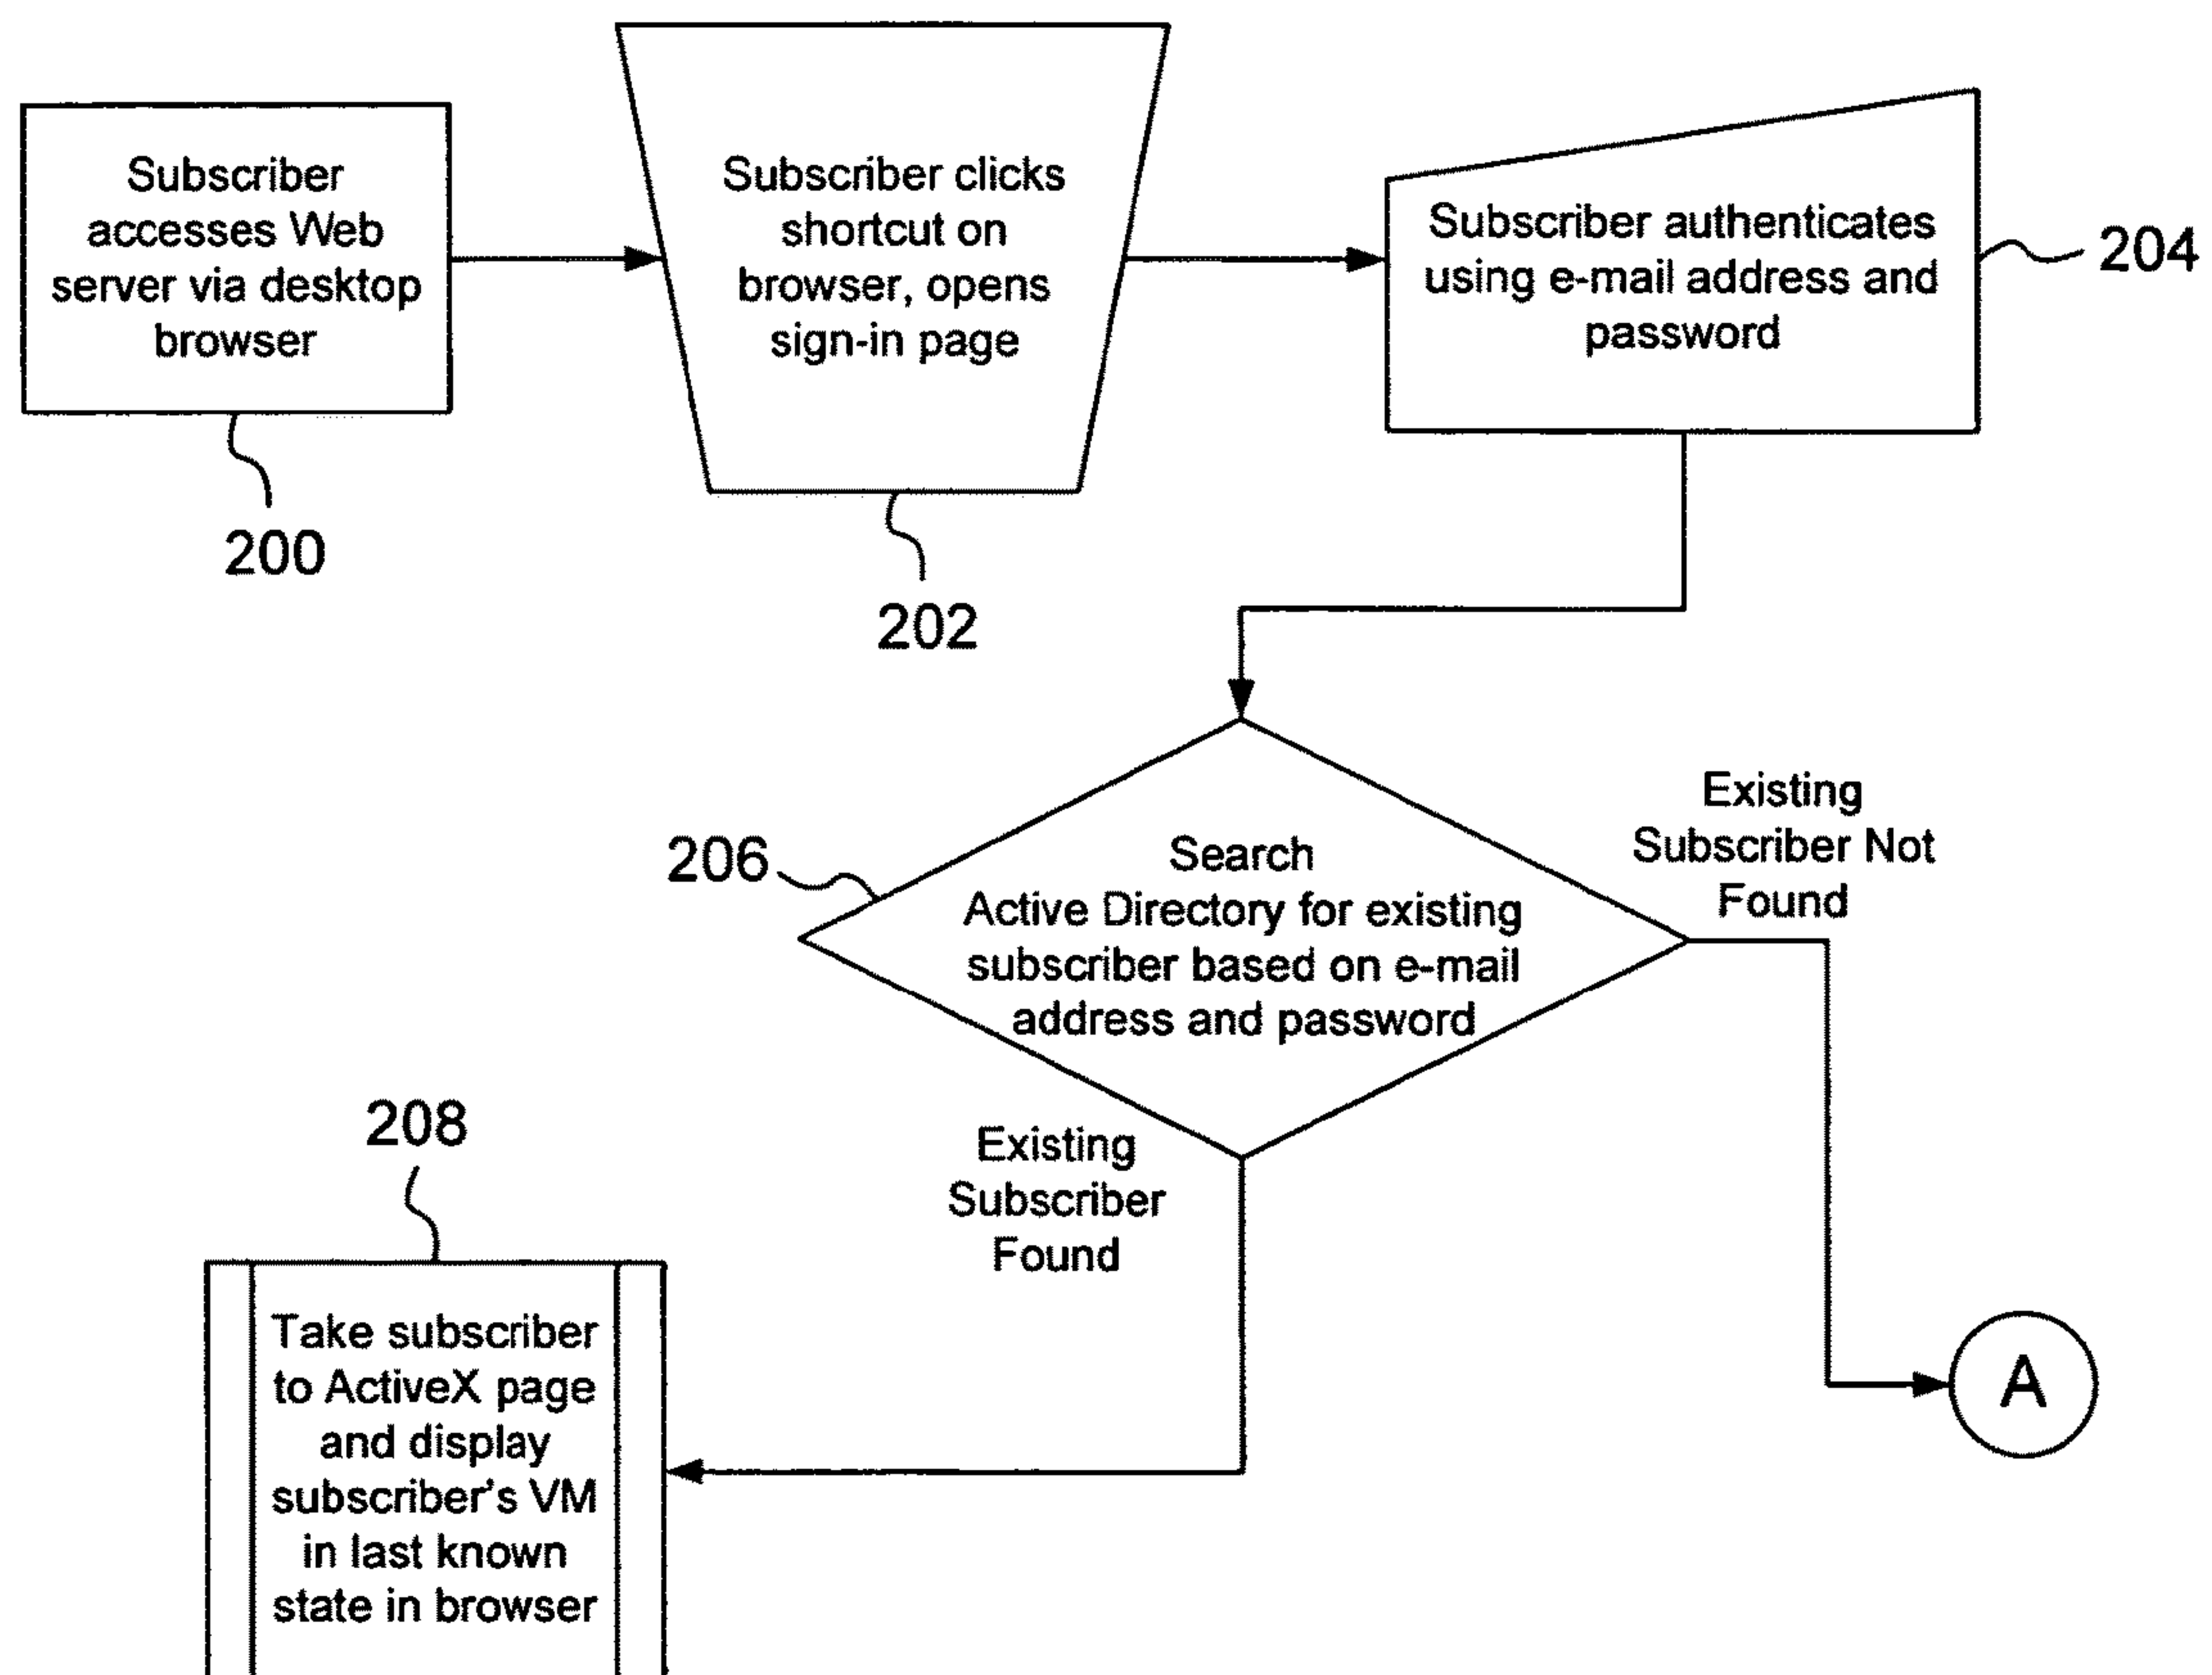 Subscriber
accesses Web
server via desktop
browser
200
Subscriber clicks
shortcut on
browser, opens
sign-in page
202
Subscriber authenticates
using e-mail address and
password
204
206
Search
Active Directory for existing
subscriber based on e-mail
address and password
Existing
Subscriber Not
Found
Existing
Subscriber
Found
208
Take subscriber
to ActiveX page
and display
subscriber's VM
in last known
state in browser
A